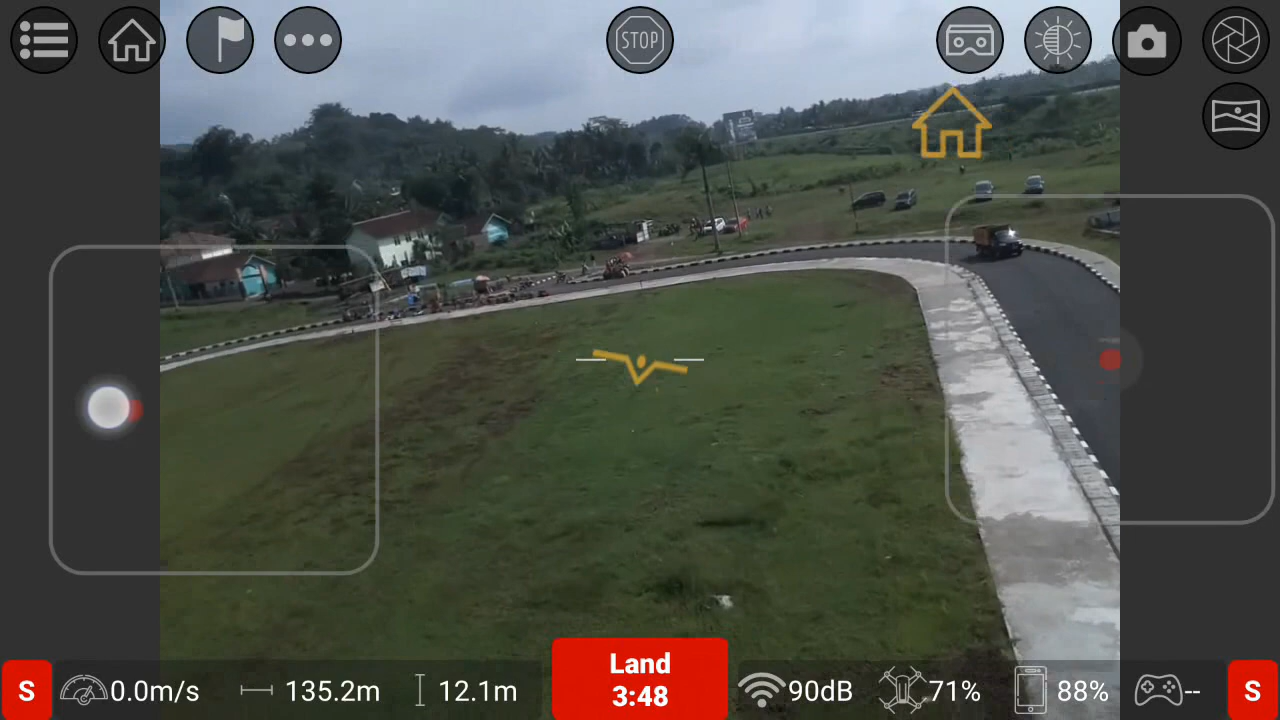 STOP
S
0.0m/s
135.2m
12.1m
Land
3:48
90dB
71%
88%
--
S